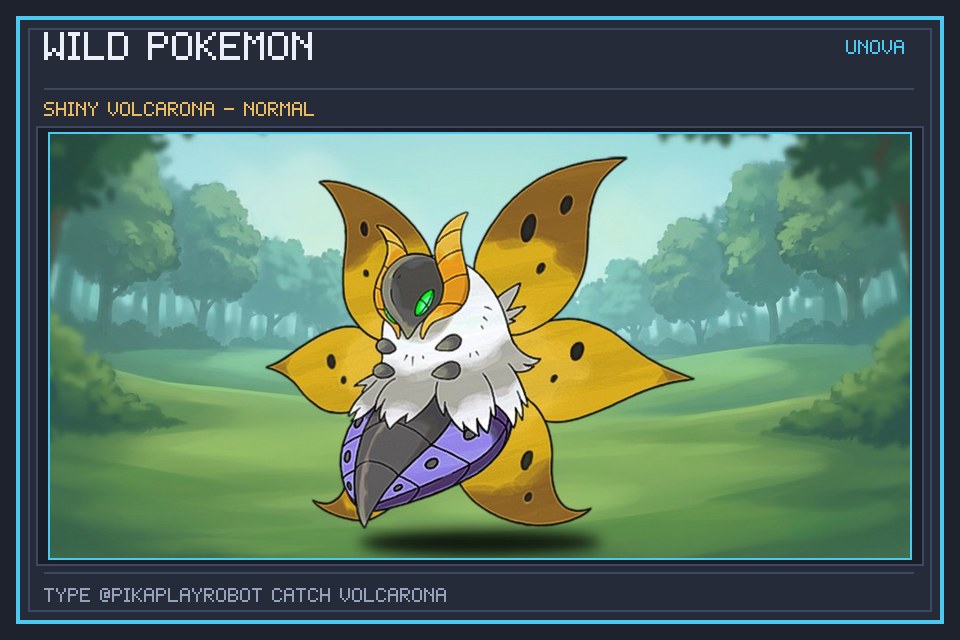 WILD POKEMON
UNOVA
SHINY VOLCARONA - NORMAL
TYPE @PIKAPLAYROBOT CATCH VOLCARONA